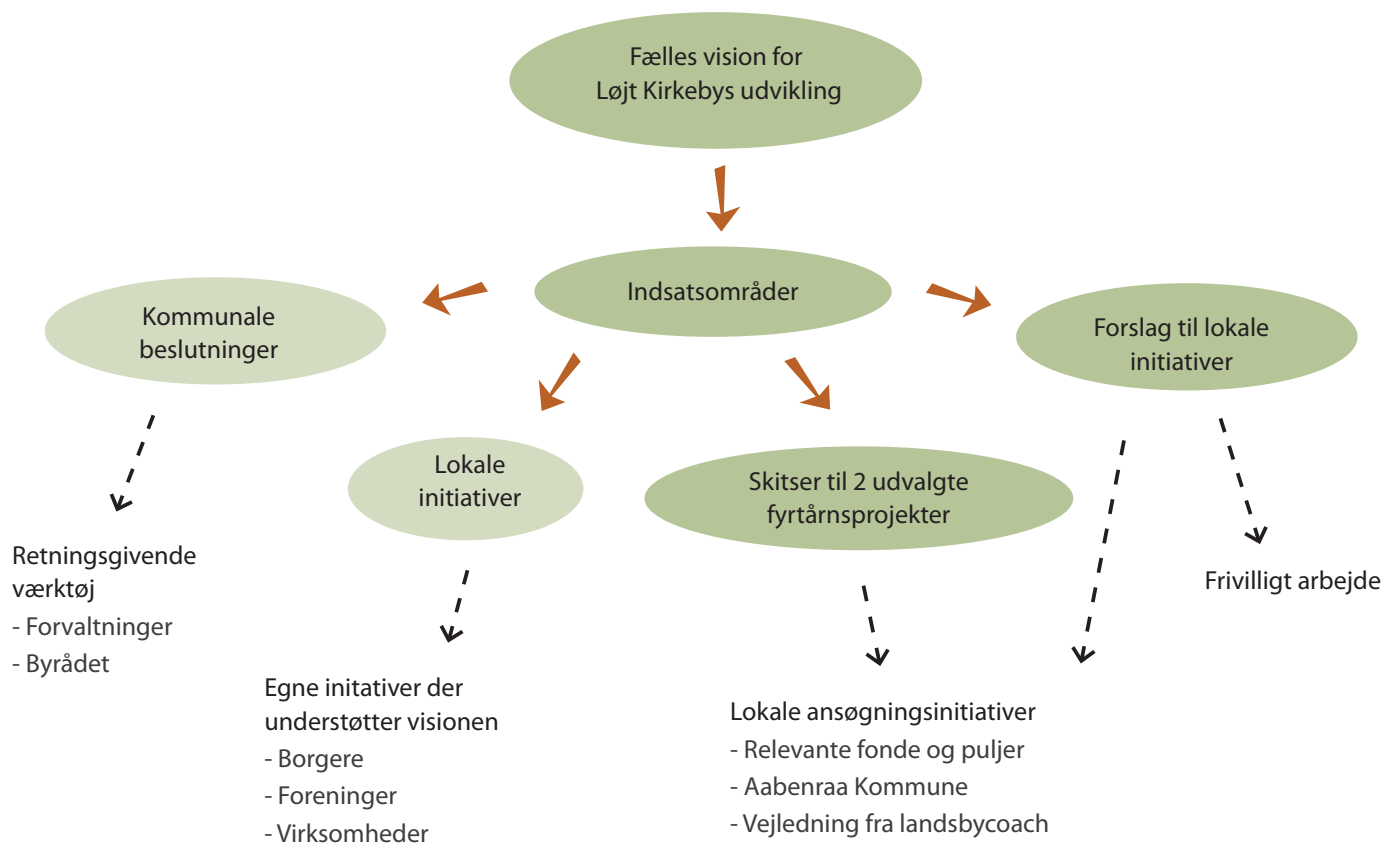 Fælles vision for
Løjt Kirkebys udvikling
Indsatsområder
Kommunale
beslutninger
Forslag til lokale
initiativer
Lokale
initiativer
Skitser til 2 udvalgte
fyrtårnsprojekter
Retningsgivende
værktøj
- Forvaltninger
- Byrådet
Frivilligt arbejde
Egne initativer der
understøtter visionen
- Borgere
- Foreninger
- Virksomheder
Lokale ansøgningsinitiativer
- Relevante fonde og puljer
- Aabenraa Kommune
- Vejledning fra landsbycoach